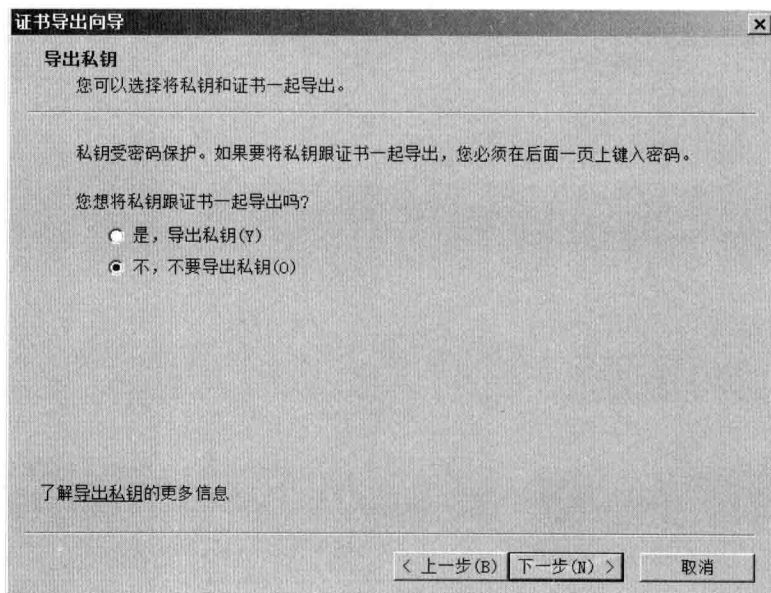 证书导出向导
导出私钥
您可以选择将私钥和证书一起导出。
私钥受密码保护。如果要将私钥跟证书一起导出，您必须在后面一页上键入密码。
您想将私钥跟证书一起导出吗?
是，导出私钥(Y)
不，不要导出私钥(O)
了解导出私钥的更多信息
< 上一步(B) 下一步(N) > 取消